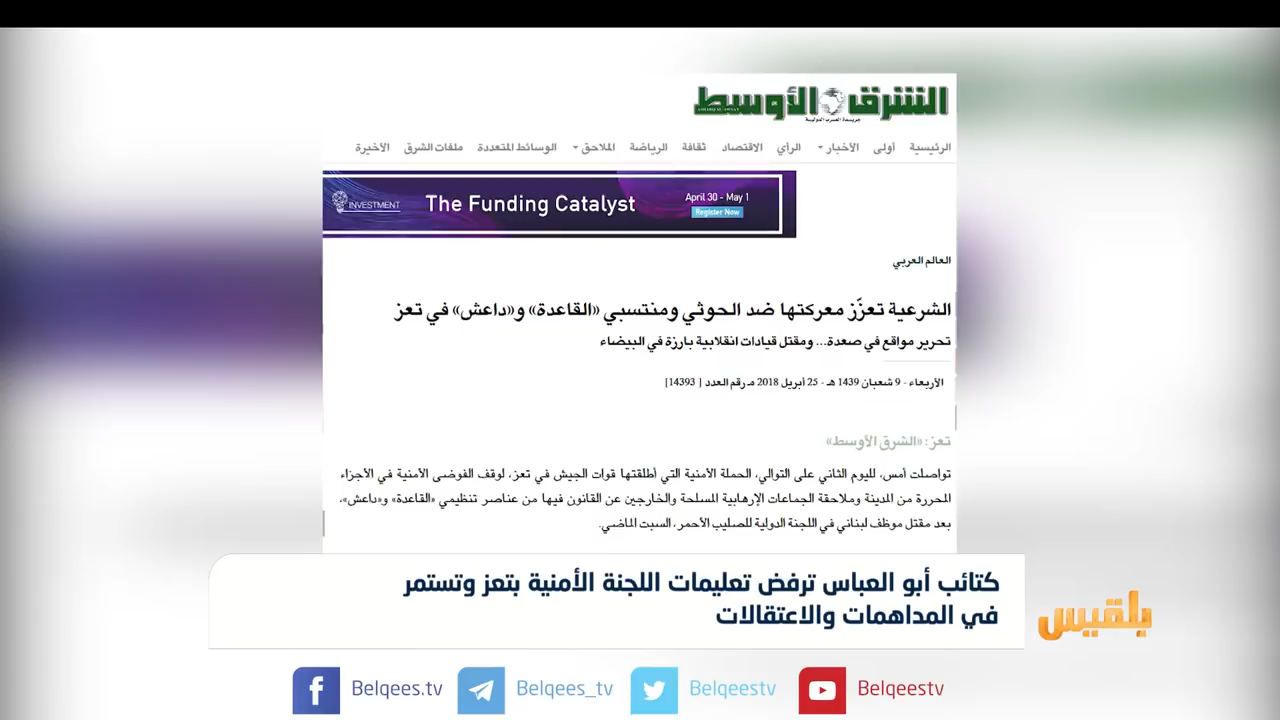 الشرق الأوسط
جريدة العرب الدولية
الرئيسية أولى الأخبار الرأي الاقتصاد ثقافة الرياضة الملاحق الوسائط المتعددة ملفات الشرق الأخيرة
INVESTMENT The Funding Catalyst April 30 - May 1
Register Now
العالم العربي
الشرعية تعزّز معركتها ضد الحوثي ومنتسبي «القاعدة» و«داعش» في تعز
تحرير مواقع في صعدة... ومقتل قيادات انقلابية بارزة في البيضاء
الأربعاء - 9 شعبان 1439 هـ - 25 أبريل 2018 مـ رقم العدد [ 14393]
تعز: «الشرق الأوسط»
تواصلت أمس، لليوم الثاني على التوالي، الحملة الأمنية التي أطلقتها قوات الجيش في تعز، لوقف الفوضى الأمنية في الأجزاء
المحررة من المدينة وملاحقة الجماعات الإرهابية المسلحة والخارجين عن القانون فيها من عناصر تنظيمي «القاعدة» و«داعش»،
بعد مقتل موظف لبناني في اللجنة الدولية للصليب الأحمر، السبت الماضي.
كتائب أبو العباس ترفض تعليمات اللجنة الأمنية بتعز وتستمر
في المداهمات والاعتقالات
بلقيس
Belqees.tv Belqees_tv Belqeestv Belqeestv